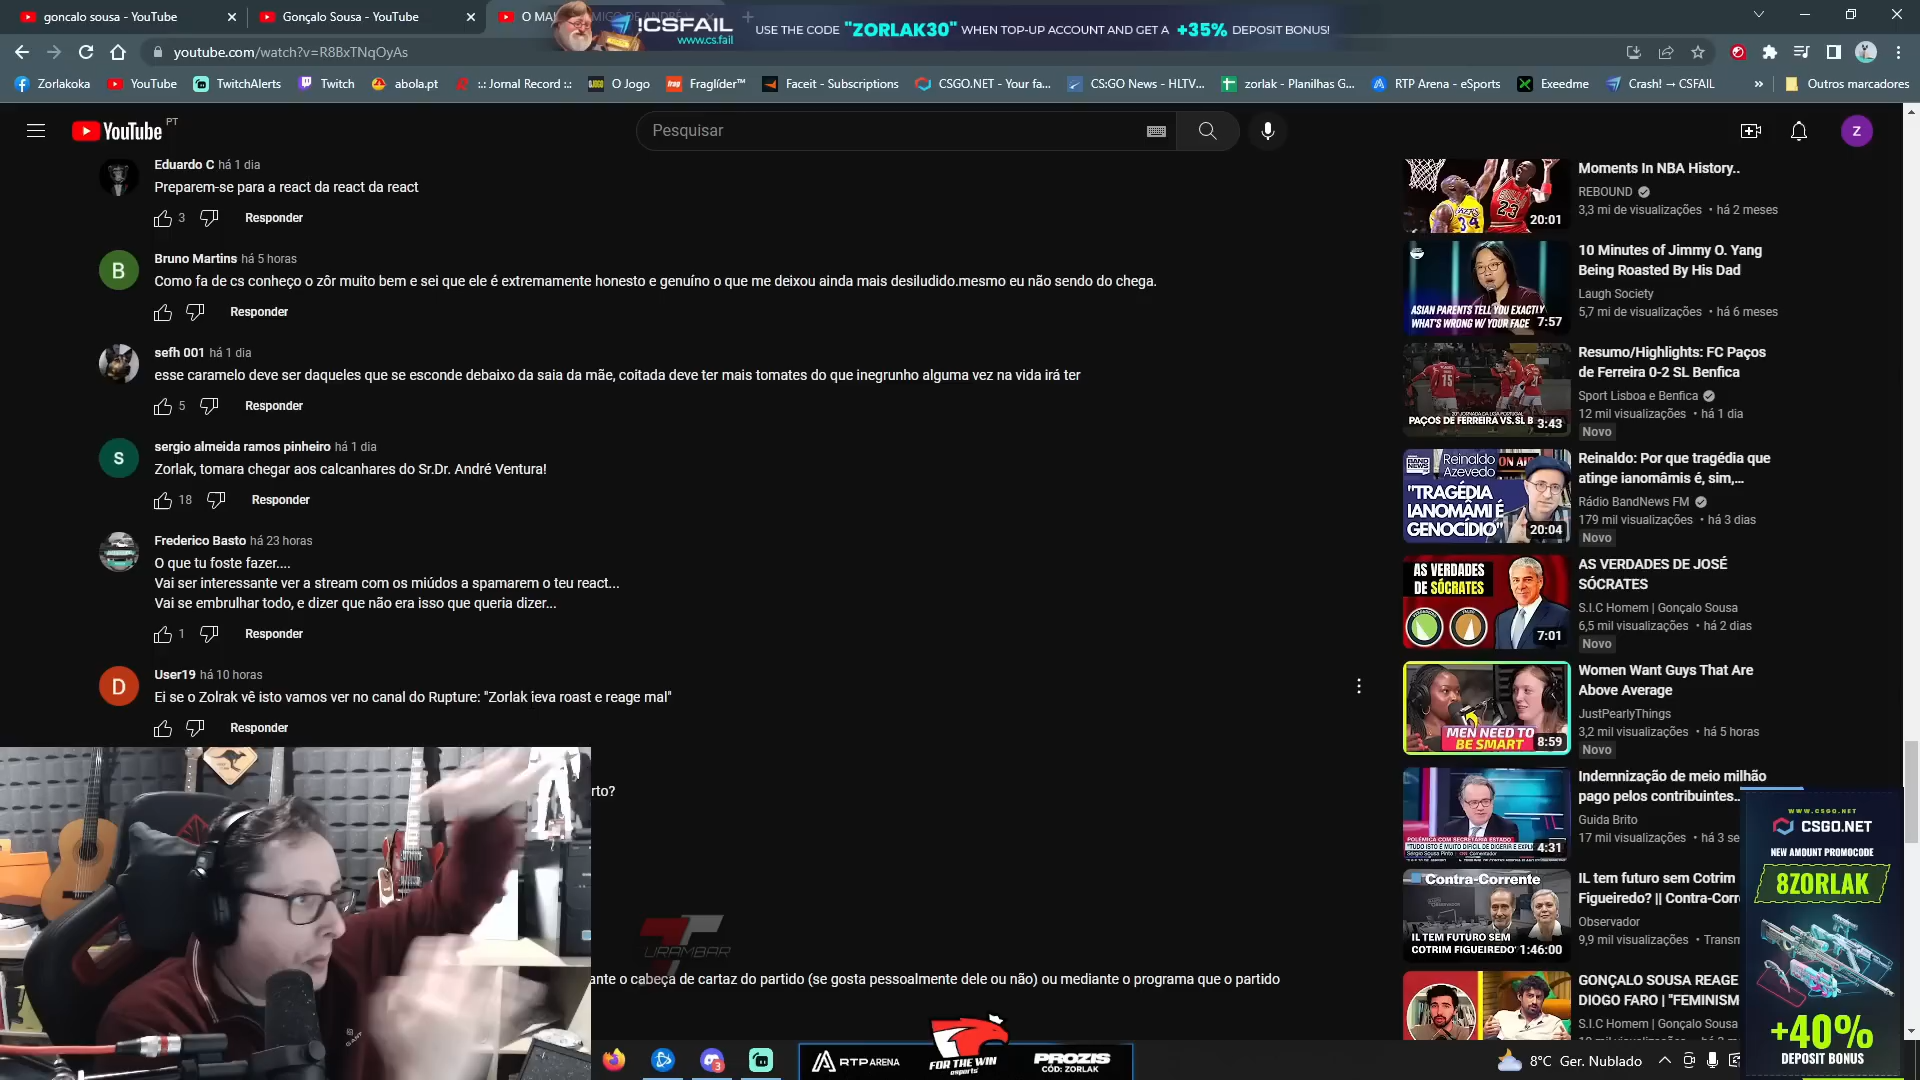 goncalo sousa - YouTube
Gonçalo Sousa - YouTube
!CSFAIL
www.cs.fail
USE THE CODE "ZORLAK30" WHEN TOP-UP ACCOUNT AND GET A +35% DEPOSIT BONUS!
youtube.com/watch?v=R8BxTNqOyAs
Zorlakoka
YouTube
TwitchAlerts
Twitch
abola.pt
::: Jornal Record :::
O Jogo
Fraglíder™
Faceit - Subscriptions
CSGO.NET - Your fa...
CS:GO News - HLTV...
zorlak - Planilhas G...
RTP Arena - eSports
Exeedme
Crash! → CSFAIL
»
Outros marcadores
YouTube PT
Pesquisar
Z
Eduardo C há 1 dia
Preparem-se para a react da react da react
3 Responder
B
Bruno Martins há 5 horas
Como fa de cs conheço o zôr muito bem e sei que ele é extremamente honesto e genuíno o que me deixou ainda mais desiludido.mesmo eu não sendo do chega.
Responder
sefh 001 há 1 dia
esse caramelo deve ser daqueles que se esconde debaixo da saia da mãe, coitada deve ter mais tomates do que inegrunho alguma vez na vida irá ter
5 Responder
S
sergio almeida ramos pinheiro há 1 dia
Zorlak, tomara chegar aos calcanhares do Sr.Dr. André Ventura!
18 Responder
Frederico Basto há 23 horas
O que tu foste fazer....
Vai ser interessante ver a stream com os miúdos a spamarem o teu react...
Vai se embrulhar todo, e dizer que não era isso que queria dizer...
1 Responder
D
User19 há 10 horas
Ei se o Zolrak vê isto vamos ver no canal do Rupture: "Zorlak leva roast e reage mal"
Responder
rto?
URAMBAR
ante o cabeça de cartaz do partido (se gosta pessoalmente dele ou não) ou mediante o programa que o partido
Moments In NBA History..
REBOUND
3,3 mi de visualizações • há 2 meses
20:01
10 Minutes of Jimmy O. Yang
Being Roasted By His Dad
Laugh Society
5,7 mi de visualizações • há 6 meses
ASIAN PARENTS TELL YOU EXACTLY
WHAT'S WRONG W/ YOUR FACE
7:57
Resumo/Highlights: FC Paços
de Ferreira 0-2 SL Benfica
Sport Lisboa e Benfica
12 mil visualizações • há 1 dia
Novo
PAÇOS DE FERREIRA VS. SL B
3:43
Reinaldo: Por que tragédia que
atinge ianomâmis é, sim,...
Rádio BandNews FM
179 mil visualizações • há 3 dias
Novo
BAND NEWS
Reinaldo Azevedo
ON AIR
"TRAGÉDIA
IANOMÂMI É
GENOCÍDIO"
20:04
AS VERDADES DE JOSÉ
SÓCRATES
S.I.C Homem | Gonçalo Sousa
6,5 mil visualizações • há 2 dias
Novo
AS VERDADES
DE SÓCRATES
7:01
Women Want Guys That Are
Above Average
JustPearlyThings
3,2 mil visualizações • há 5 horas
Novo
MEN NEED TO
BE SMART
8:59
Indemnização de meio milhão
pago pelos contribuintes..
Guida Brito
17 mil visualizações • há 3 se
4:31
IL tem futuro sem Cotrim
Figueiredo? || Contra-Corr
Observador
9,9 mil visualizações • Transm
Contra-Corrente
IL TEM FUTURO SEM
COTRIM FIGUEIREDO?
1:46:00
GONÇALO SOUSA REAGE
DIOGO FARO | "FEMINISM
S.I.C Homem | Gonçalo Sousa
WWW.CSGO.NET
CSGO.NET
NEW AMOUNT PROMOCODE
8ZORLAK
+40%
DEPOSIT BONUS
RTP ARENA
FOR THE WIN
esports
PROZIS
CÓD: ZORLAK
8°C Ger. Nublado